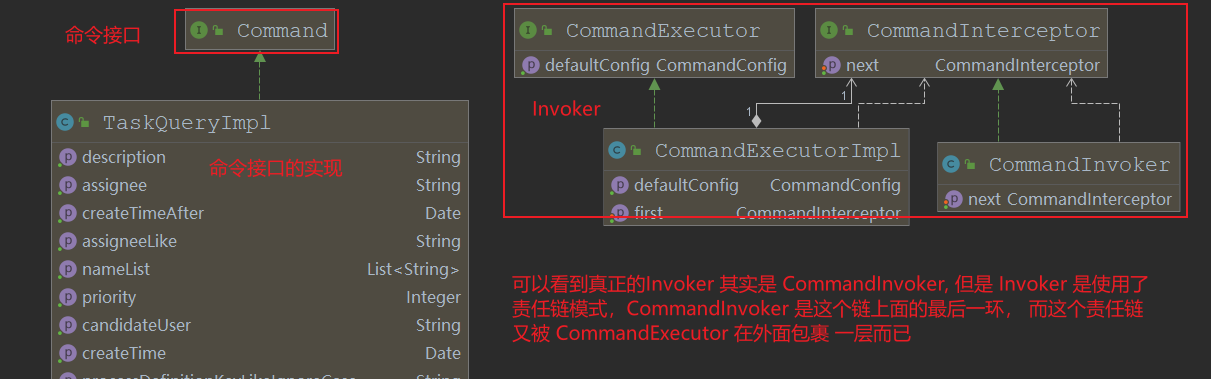 命令接口
Command
TaskQueryImpl
命令接口的实现
description String
assignee String
createTimeAfter Date
assigneeLike String
nameList List<String>
priority Integer
candidateUser String
createTime Date
CommandExecutor
defaultConfig CommandConfig
CommandInterceptor
next CommandInterceptor
Invoker
1
1
CommandExecutorImpl
defaultConfig CommandConfig
first CommandInterceptor
CommandInvoker
next CommandInterceptor
可以看到真正的Invoker 其实是 CommandInvoker, 但是 Invoker 是使用了
责任链模式，CommandInvoker 是这个链上面的最后一环， 而这个责任链
又被 CommandExecutor 在外面包裹 一层而已